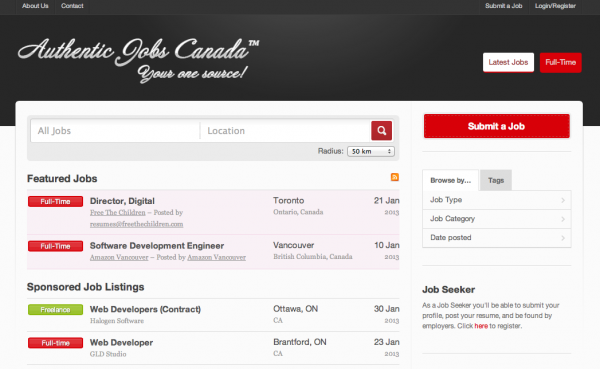 About Us Contact Submit a Job Login/Register
Authentic Jobs Canada™
Your one source!
Latest Jobs Full-Time
All Jobs Location
Radius: 50 km
Submit a Job
Featured Jobs
Full-Time Director, Digital Toronto 21 Jan
Free The Children – Posted by Ontario, Canada 2013
resumes@freethechildren.com
Full-Time Software Development Engineer Vancouver 10 Jan
Amazon Vancouver – Posted by Amazon Vancouver British Columbia, Canada 2013
Sponsored Job Listings
Freelance Web Developers (Contract) Ottawa, ON 30 Jan
Halogen Software CA 2013
Full-time Web Developer Brantford, ON 23 Jan
GLD Studio CA 2013
Browse by... Tags
Job Type
Job Category
Date posted
Job Seeker
As a Job Seeker you'll be able to submit your
profile, post your resume, and be found by
employers. Click here to register.